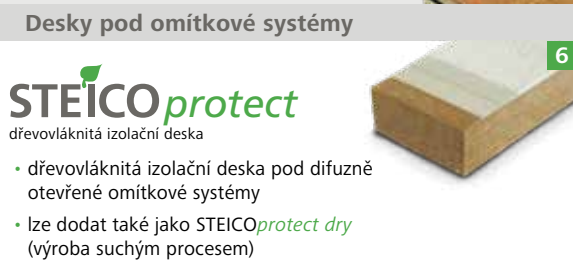 Desky pod omítkové systémy
6
STEICOprotect
dřevovláknitá izolační deska
• dřevovláknitá izolační deska pod difuzně
otevřené omítkové systémy
• lze dodat také jako STEICOprotect dry
(výroba suchým procesem)